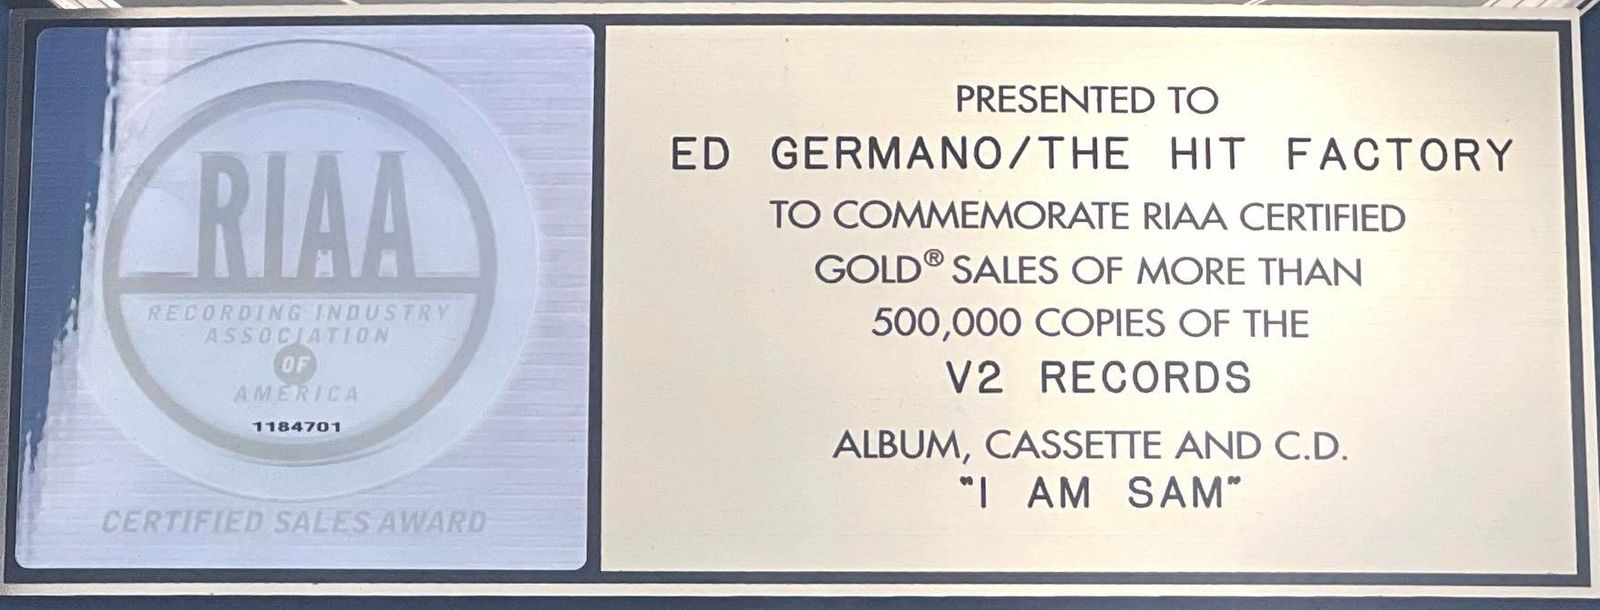 RIAA
RECORDING INDUSTRY
ASSOCIATION
OF
AMERICA
1184701
CERTIFIED SALES AWARD
PRESENTED TO
ED GERMANO/THE HIT FACTORY
TO COMMEMORATE RIAA CERTIFIED
GOLD® SALES OF MORE THAN
500,000 COPIES OF THE
V2 RECORDS
ALBUM, CASSETTE AND C.D.
"I AM SAM"